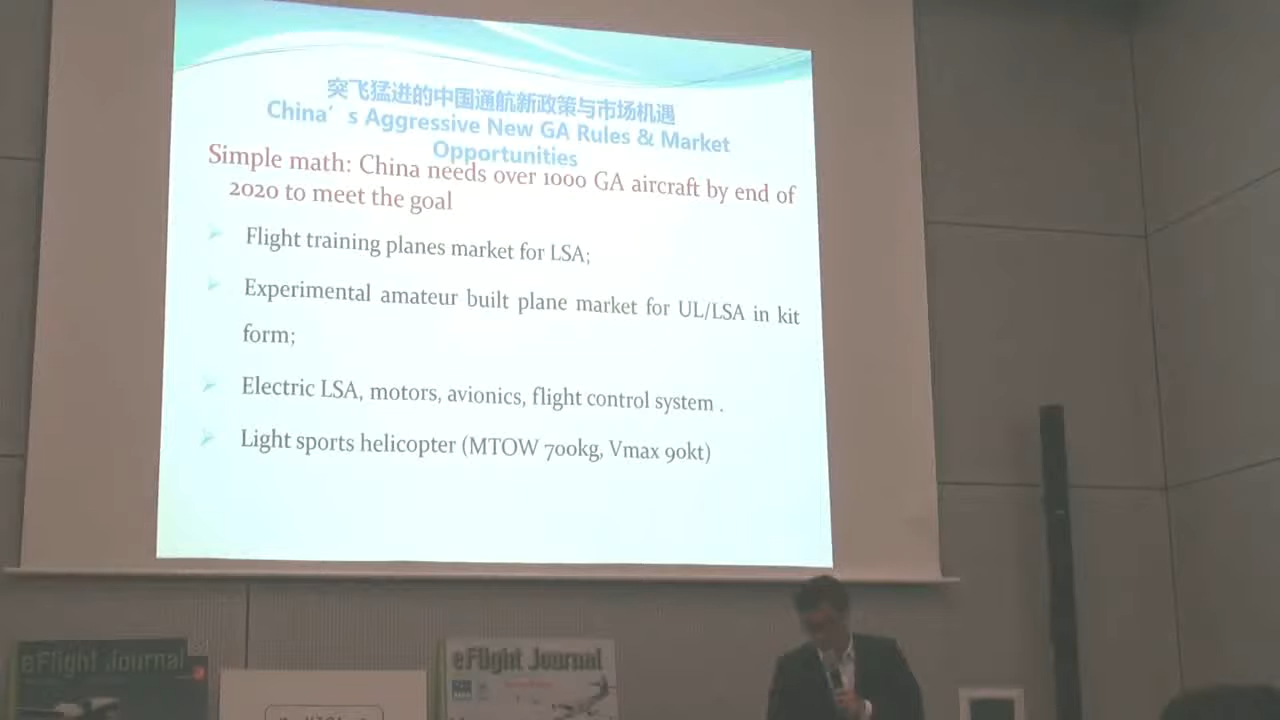 突飞猛进的中国通航新政策与市场机遇
China's Aggressive New GA Rules & Market
Opportunities
Simple math: China needs over 1000 GA aircraft by end of
2020 to meet the goal
Flight training planes market for LSA;
Experimental amateur built plane market for UL/LSA in kit
form;
Electric LSA, motors, avionics, flight control system .
Light sports helicopter (MTOW 700kg, Vmax 90kt)
eFlight Journal
eFlight Journal